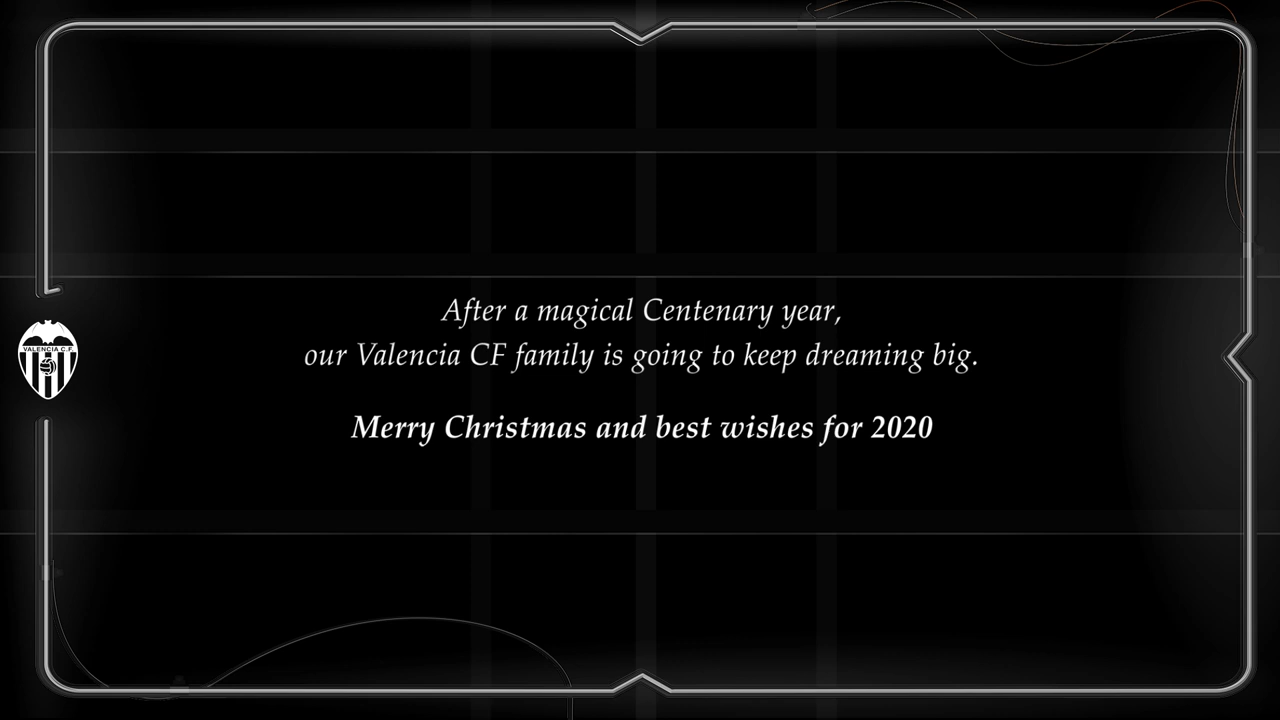 After a magical Centenary year,
our Valencia CF family is going to keep dreaming big.
VALENCIA C.F.
Merry Christmas and best wishes for 2020